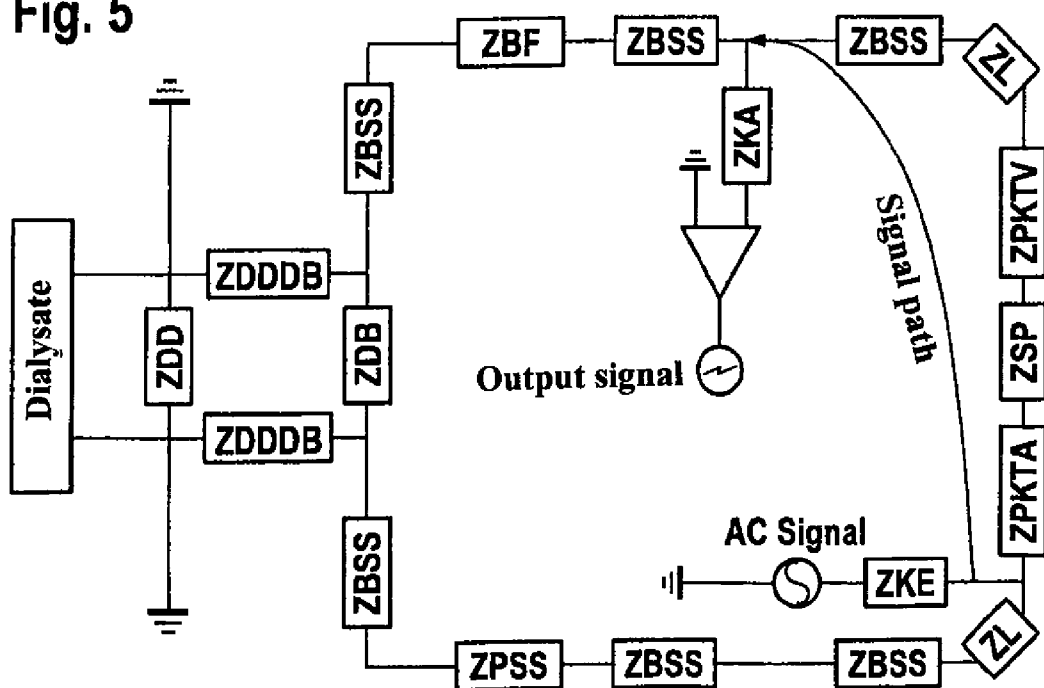 Fig. 5
ZBF
ZBSS
ZBSS
ZL
ZBSS
ZKA
ZPKTV
Signal path
ZDDDB
Dialysate
ZDD
ZDB
ZSP
Output signal
ZDDDB
ZPKTA
ZBSS
AC Signal
ZKE
ZL
ZPSS
ZBSS
ZBSS